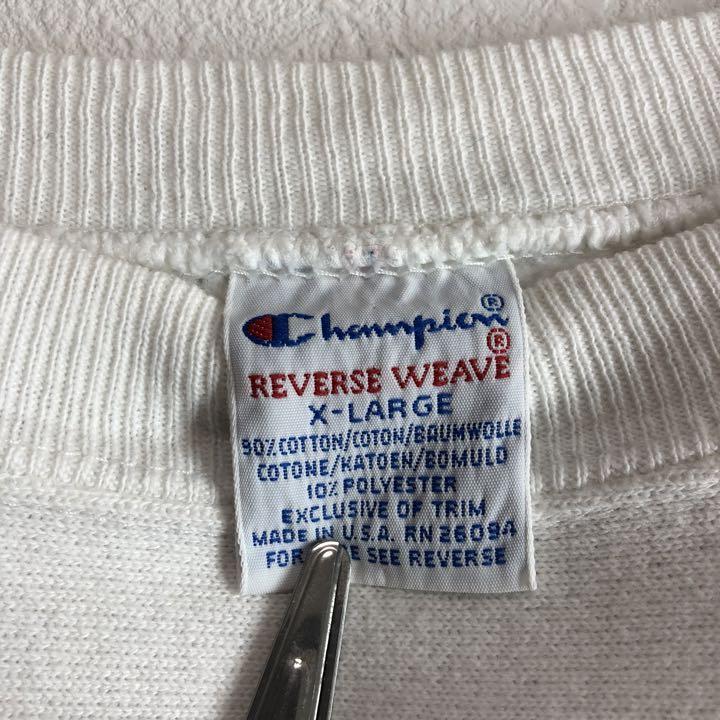 Champion®
REVERSE WEAVE®
X-LARGE
90% COTTON/COTON/BAUMWOLLE
COTONE/KATOEN/BOMULD
10% POLYESTER
EXCLUSIVE OF TRIM
MADE IN U.S.A. RN 26094
FOR SEE REVERSE